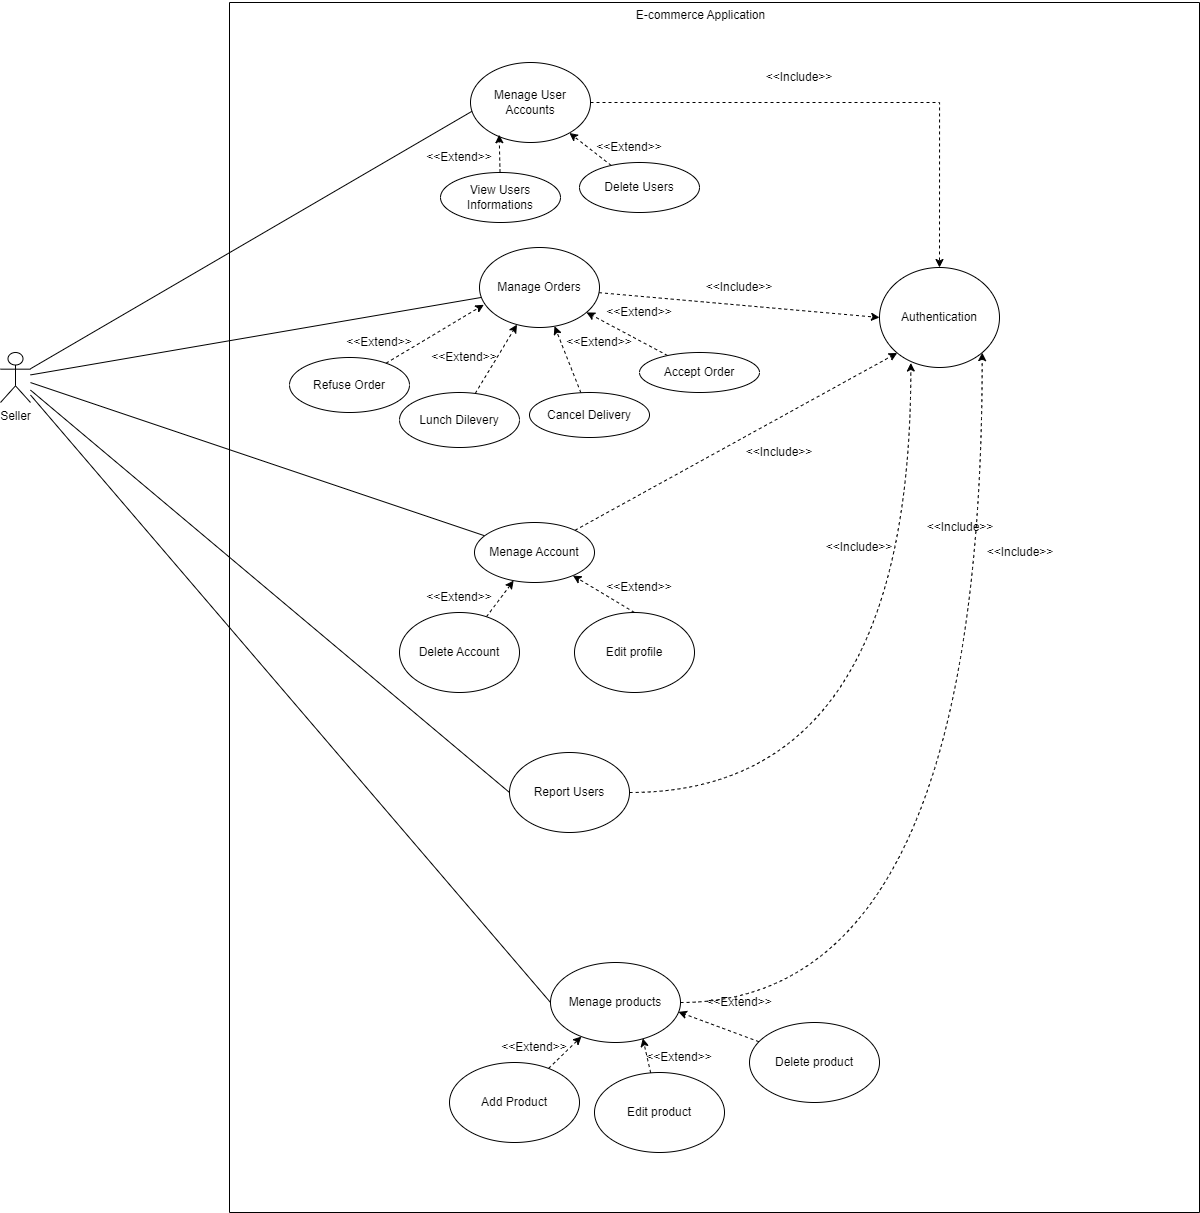 E-commerce Application
<<Include>>
Menage User
Accounts
<<Extend>>
<<Extend>>
View Users
Informations
Delete Users
Manage Orders
<<Include>>
<<Extend>>
<<Extend>>
<<Extend>>
<<Extend>>
Authentication
Refuse Order
Lunch Dilevery
Cancel Delivery
Accept Order
Seller
<<Include>>
Menage Account
<<Include>>
<<Include>>
<<Include>>
<<Extend>>
<<Extend>>
Delete Account
Edit profile
Report Users
Menage products
<<Extend>>
<<Extend>>
<<Extend>>
Delete product
Add Product
Edit product